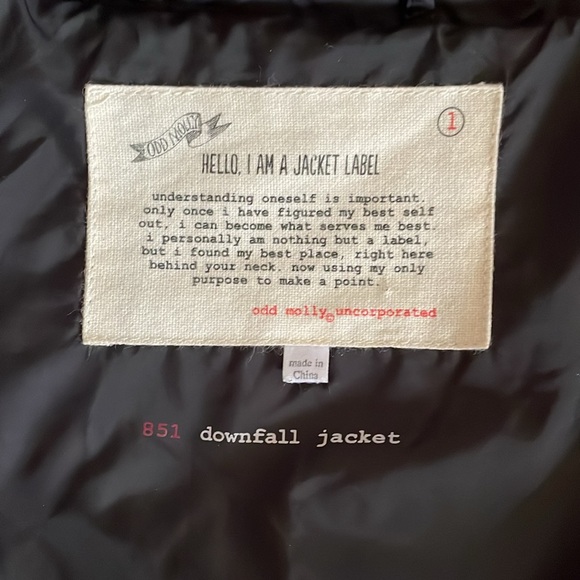 ODD MOLLY
1
HELLO, I AM A JACKET LABEL
understanding oneself is important.
only once i have figured my best self
out, i can become what serves me best.
i personally am nothing but a label,
but i found my best place, right here
behind your neck. now using my only
purpose to make a point.
odd molly© uncorporated
made in
China
851 downfall jacket